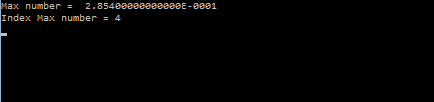 Max number =  2.85400000000000E-0001
Index Max number = 4